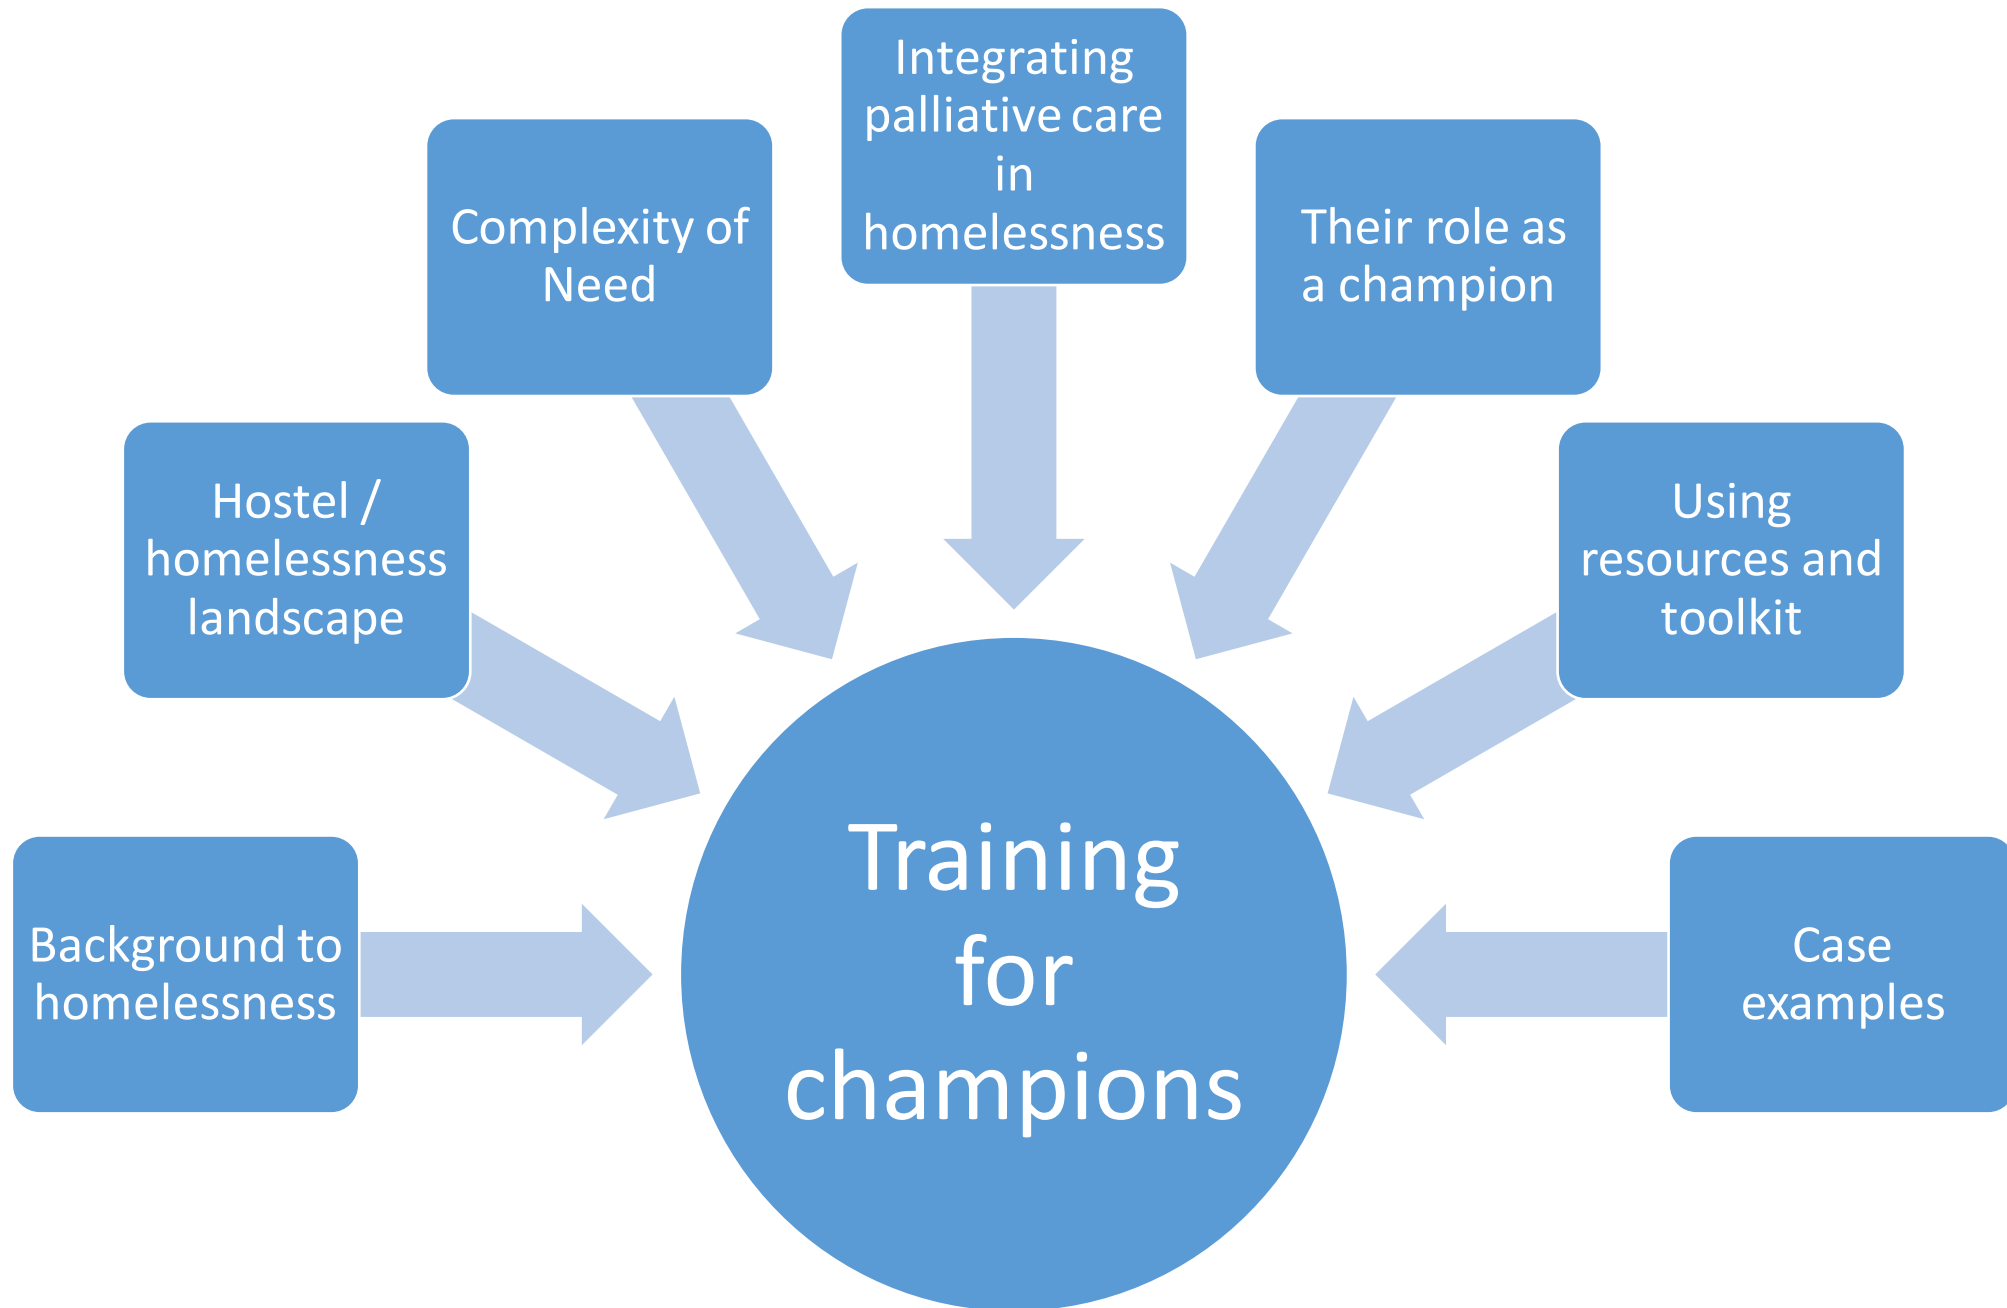 Background to
homelessness
Hostel /
homelessness
landscape
Complexity of
Need
Integrating
palliative care
in
homelessness
Their role as
a champion
Using
resources and
toolkit
Case
examples
Training
for
champions